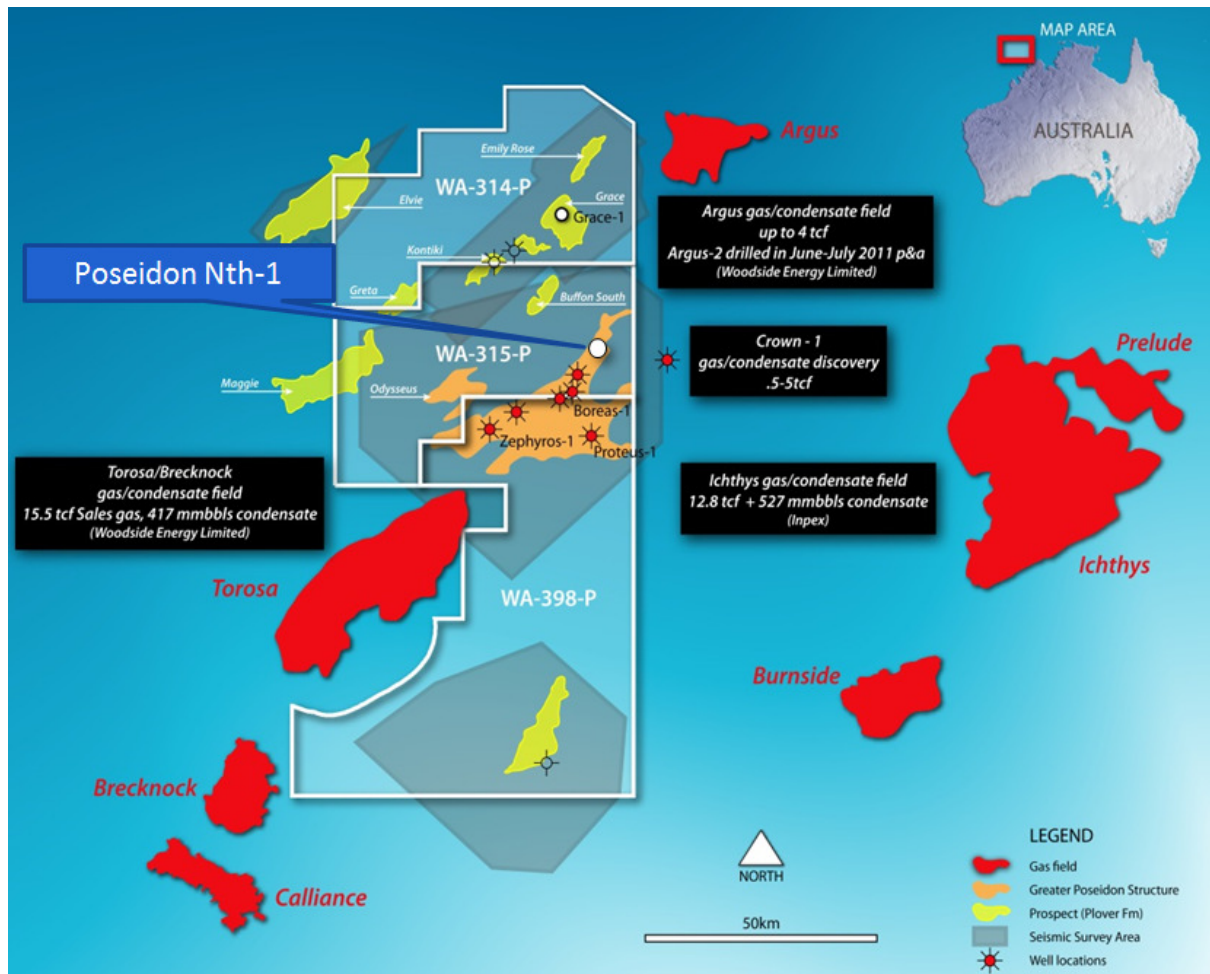 MAP AREA
AUSTRALIA
Argus
Emily Rose
WA-314-P
Elvie
Grace
Grace-1
Kontiki
Argus gas/condensate field
up to 4 tcf
Argus-2 drilled in June-July 2011 p&a
(Woodside Energy Limited)
Poseidon Nth-1
Greta
Buffon South
WA-315-P
Crown - 1
gas/condensate discovery
.5-5tcf
Prelude
Maggie
Odysseus
Boreas-1
Zephyros-1
Proteus-1
Torosa/Brecknock
gas/condensate field
15.5 tcf Sales gas, 417 mmbbls condensate
(Woodside Energy Limited)
Ichthys gas/condensate field
12.8 tcf + 527 mmbbls condensate
(Inpex)
Ichthys
Torosa
WA-398-P
Burnside
Brecknock
Calliance
NORTH
50km
LEGEND
Gas field
Greater Poseidon Structure
Prospect (Plover Fm)
Seismic Survey Area
Well locations